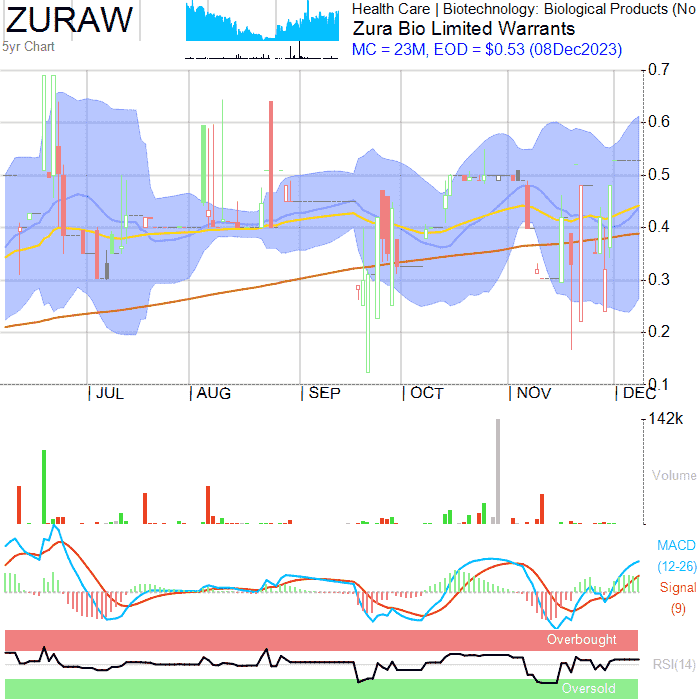 ZURAW
5yr Chart
Health Care | Biotechnology: Biological Products (No
Zura Bio Limited Warrants
MC = 23M, EOD = $0.53 (08Dec2023)
0.7
0.6
0.5
0.4
0.3
0.2
0.1
JUL
AUG
SEP
OCT
NOV
DEC
142k
Volume
MACD
(12-26)
Signal
(9)
Overbought
RSI(14)
Oversold